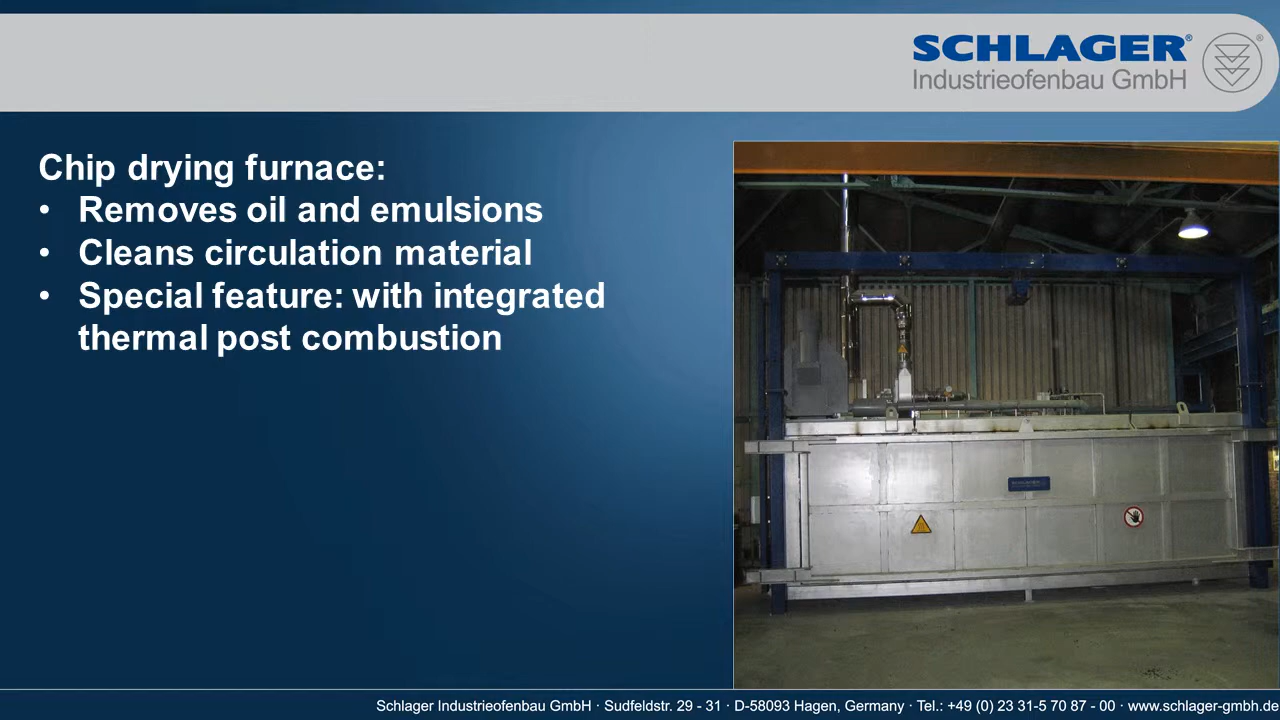 SCHLAGER®
Industrieofenbau GmbH
®
Chip drying furnace:
• Removes oil and emulsions
• Cleans circulation material
• Special feature: with integrated
thermal post combustion
Schlager Industrieofenbau GmbH · Sudfeldstr. 29 - 31 · D-58093 Hagen, Germany · Tel.: +49 (0) 23 31-5 70 87 - 00 · www.schlager-gmbh.de